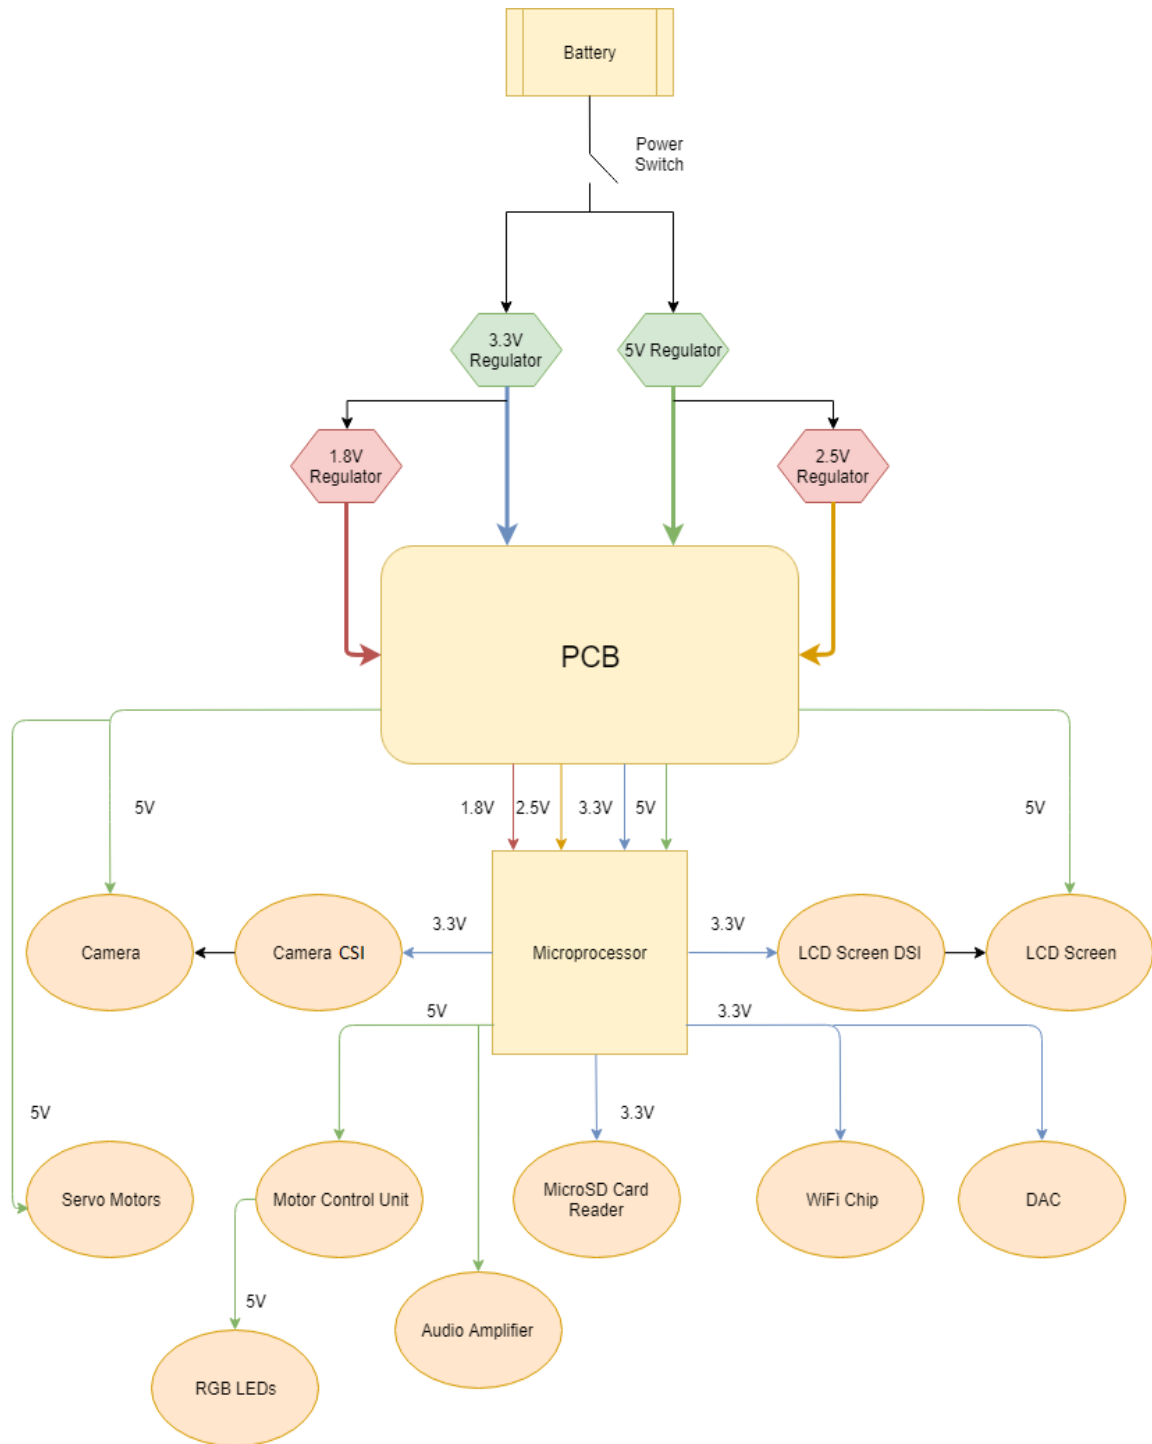 Battery
Power
Switch
3.3V
Regulator
5V Regulator
1.8V
Regulator
2.5V
Regulator
PCB
5V
1.8V
2.5V
3.3V
5V
5V
Camera
Camera CSI
3.3V
Microprocessor
3.3V
LCD Screen DSI
LCD Screen
5V
3.3V
5V
3.3V
Servo Motors
Motor Control Unit
MicroSD Card
Reader
WiFi Chip
DAC
5V
Audio Amplifier
RGB LEDs